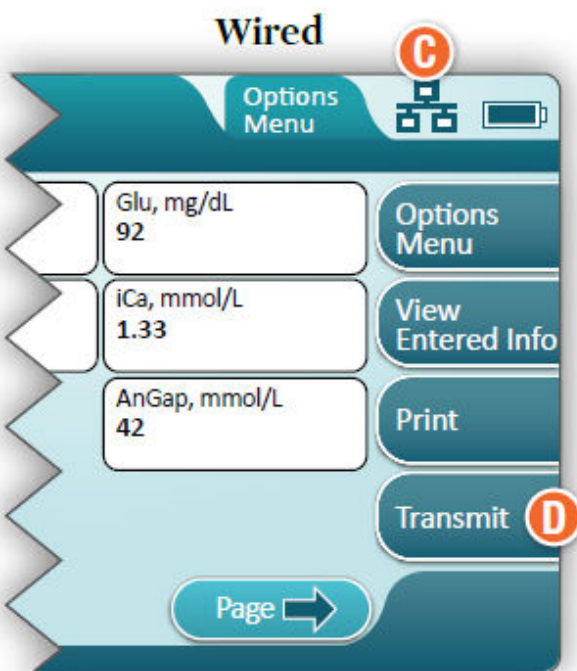 Wired
C
Options
Menu
Glu, mg/dL
92
Options
Menu
iCa, mmol/L
1.33
View
Entered Info
AnGap, mmol/L
42
Print
Transmit
D
Page